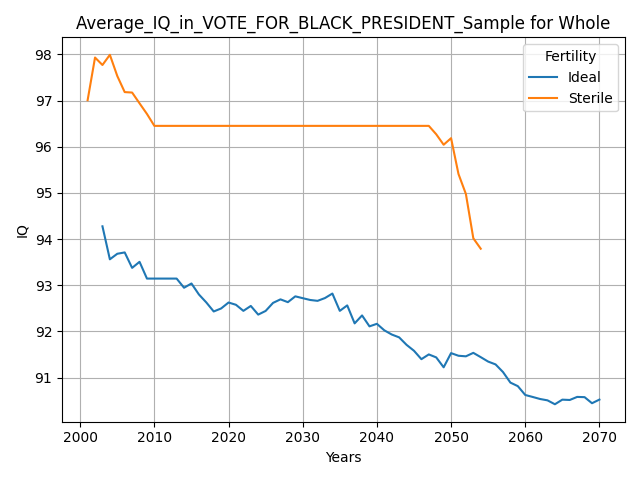 Average_IQ_in_VOTE_FOR_BLACK_PRESIDENT_Sample for Whole
Fertility
Ideal
Sterile
98
97
96
95
94
93
92
91
IQ
2000 2010 2020 2030 2040 2050 2060 2070
Years